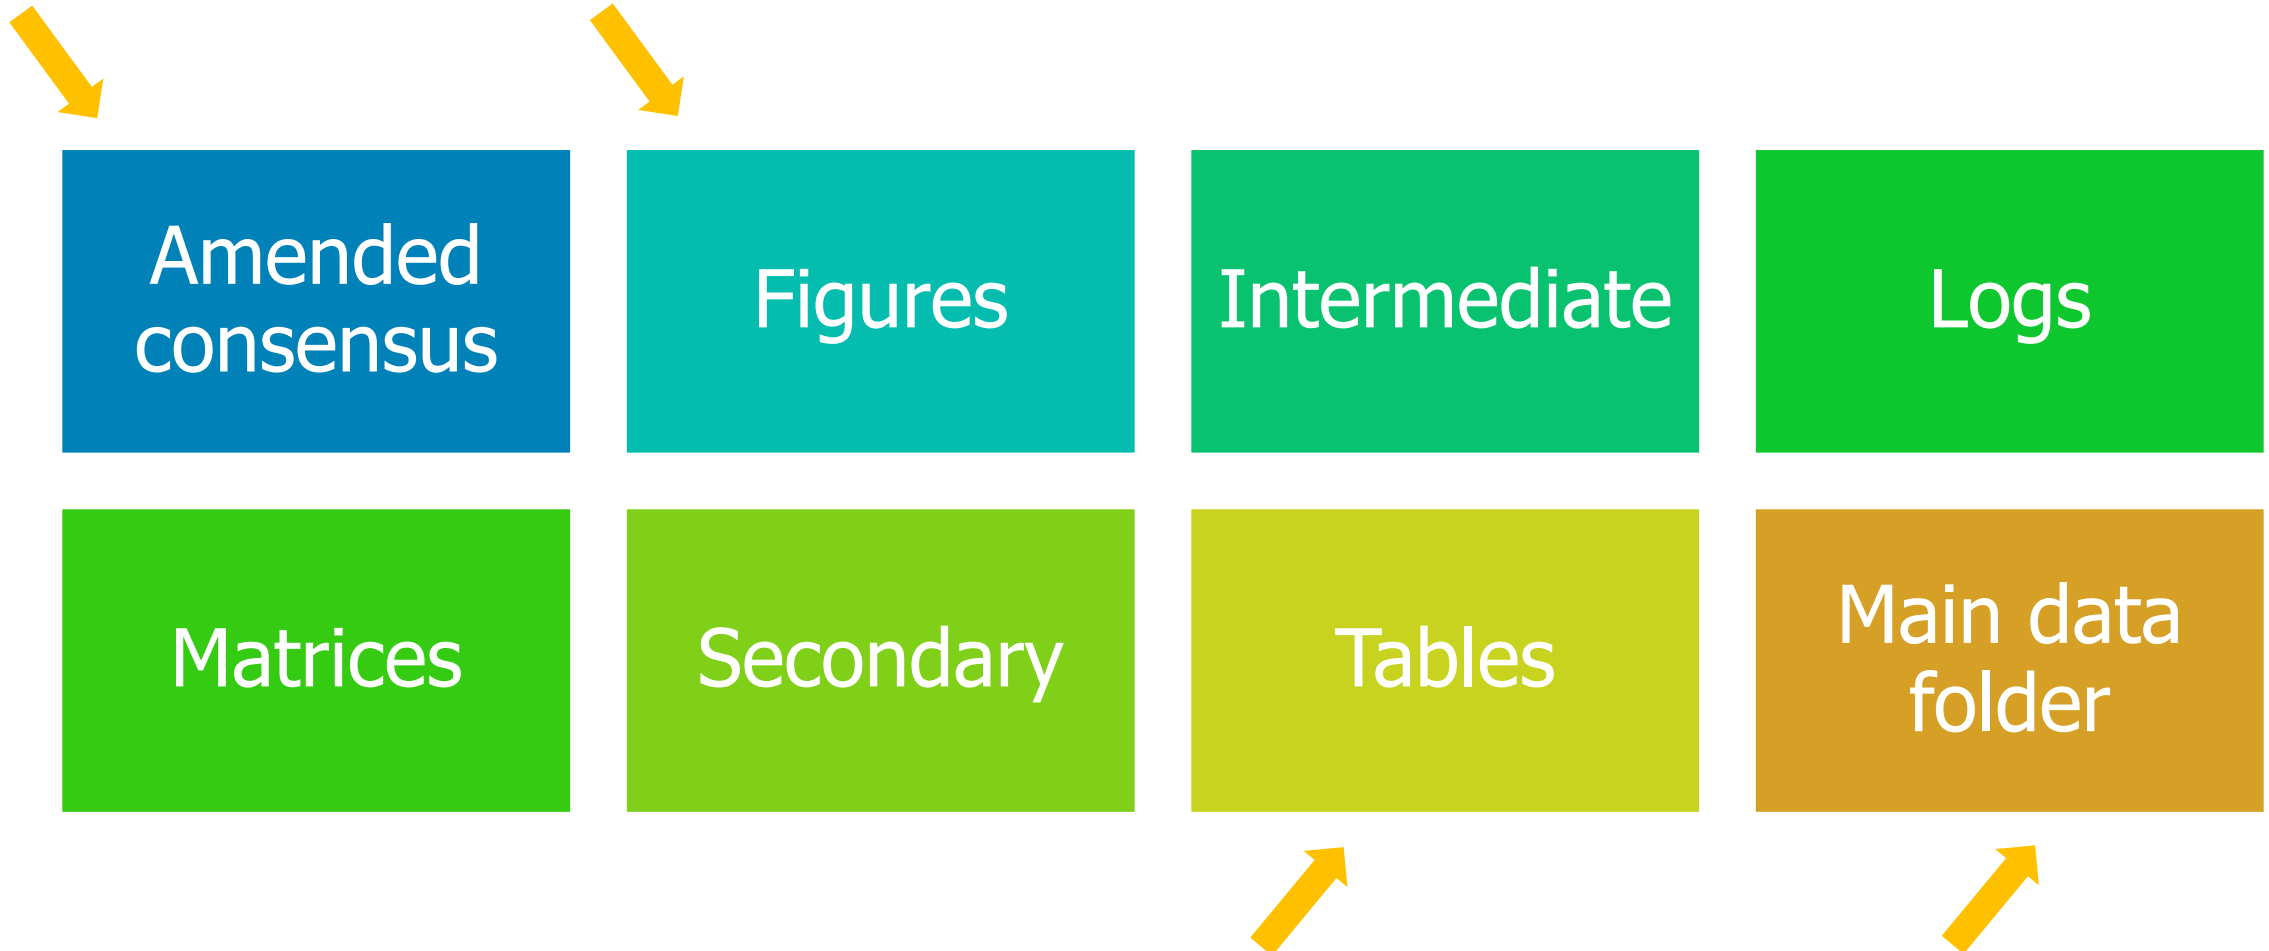 Amended
consensus
Figures
Intermediate
Logs
Matrices
Secondary
Tables
Main data
folder